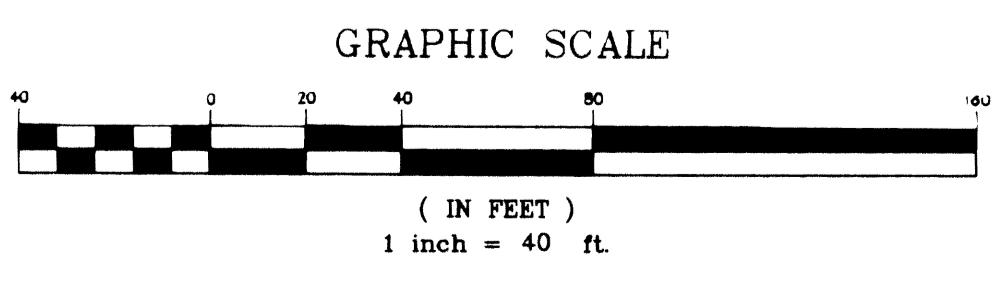 GRAPHIC SCALE
40 0 20 40 80 160
( IN FEET )
1 inch = 40 ft.